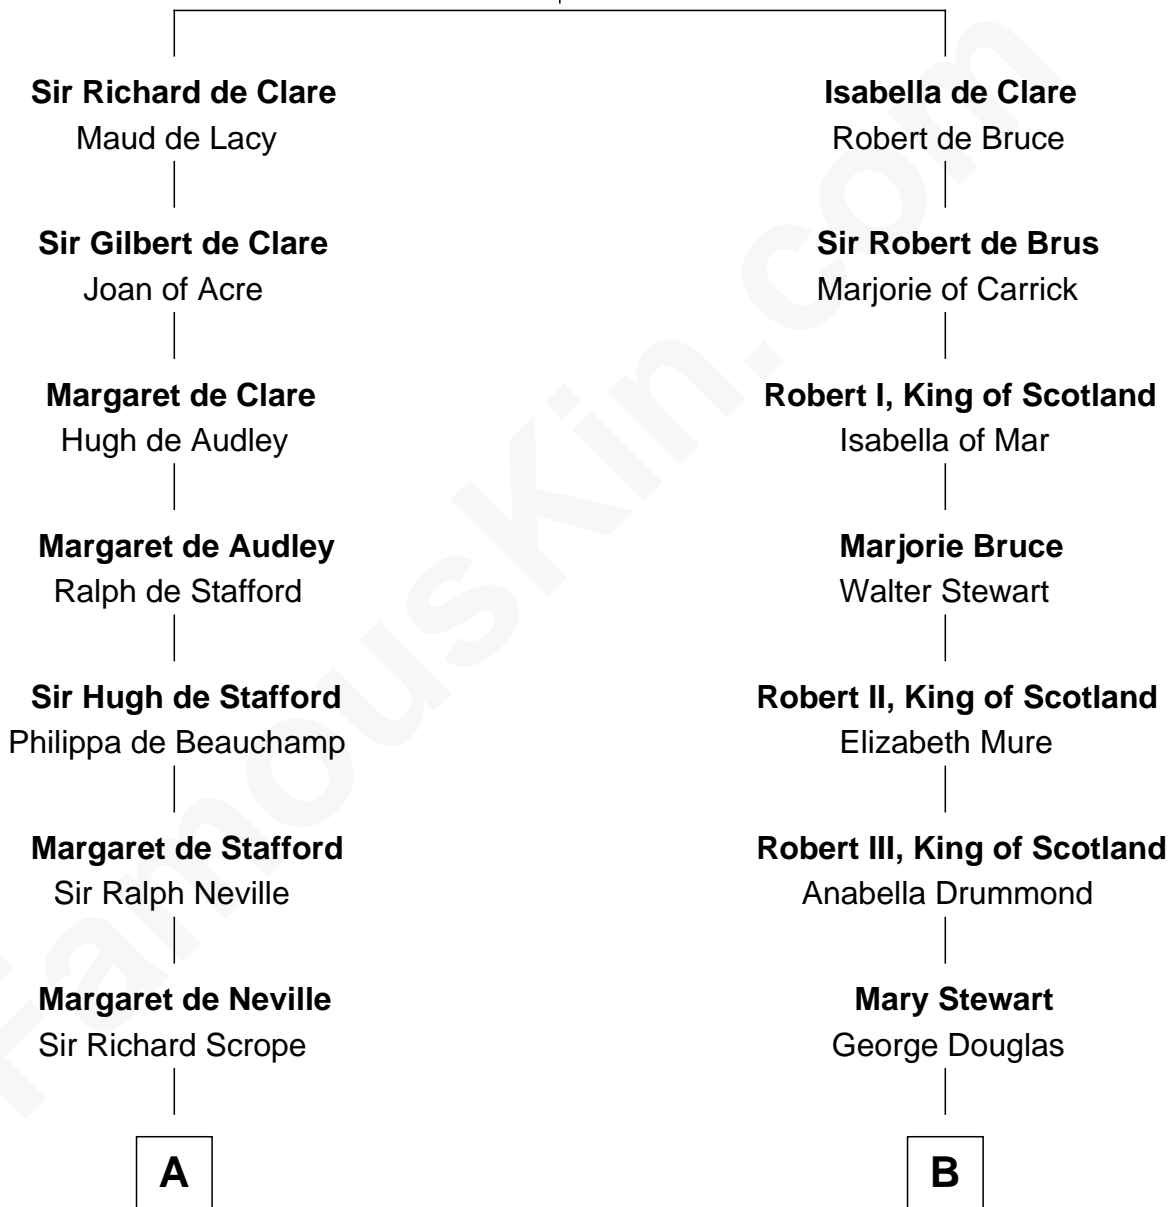 Sir Richard de Clare
Maud de Lacy
Sir Gilbert de Clare
Joan of Acre
Margaret de Clare
Hugh de Audley
Margaret de Audley
Ralph de Stafford
Sir Hugh de Stafford
Philippa de Beauchamp
Margaret de Stafford
Sir Ralph Neville
Margaret de Neville
Sir Richard Scrope
A
Isabella de Clare
Robert de Bruce
Sir Robert de Brus
Marjorie of Carrick
Robert I, King of Scotland
Isabella of Mar
Marjorie Bruce
Walter Stewart
Robert II, King of Scotland
Elizabeth Mure
Robert III, King of Scotland
Anabella Drummond
Mary Stewart
George Douglas
B
FamousKin.com